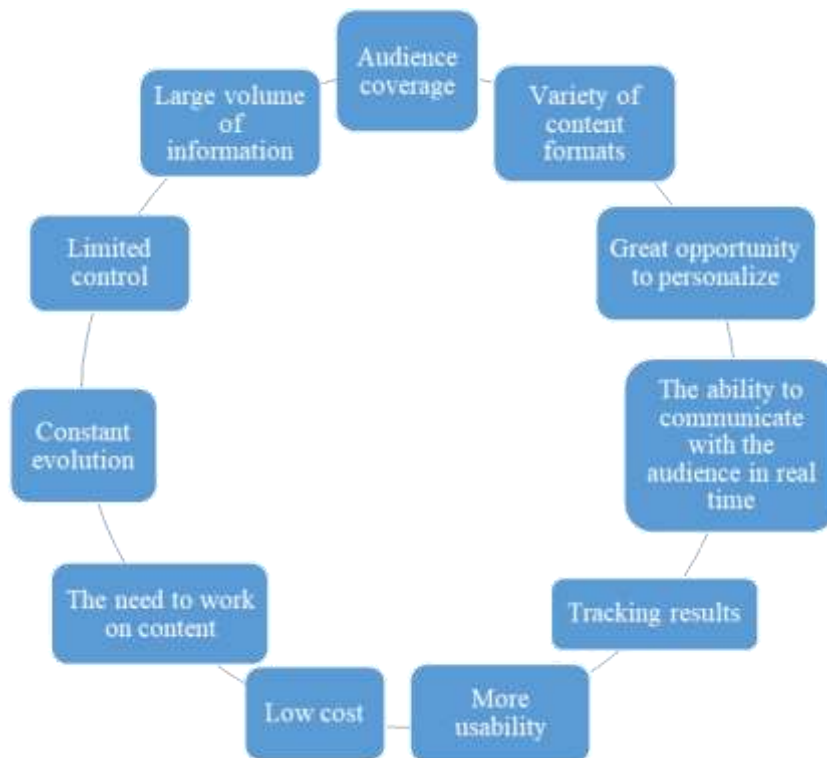 Audience
coverage
Variety of
content
formats
Great opportunity
to personalize
The ability to
communicate
with the
audience in real
time
Tracking results
More
usability
Low cost
The need to work
on content
Constant
evolution
Limited
control
Large volume
of
information